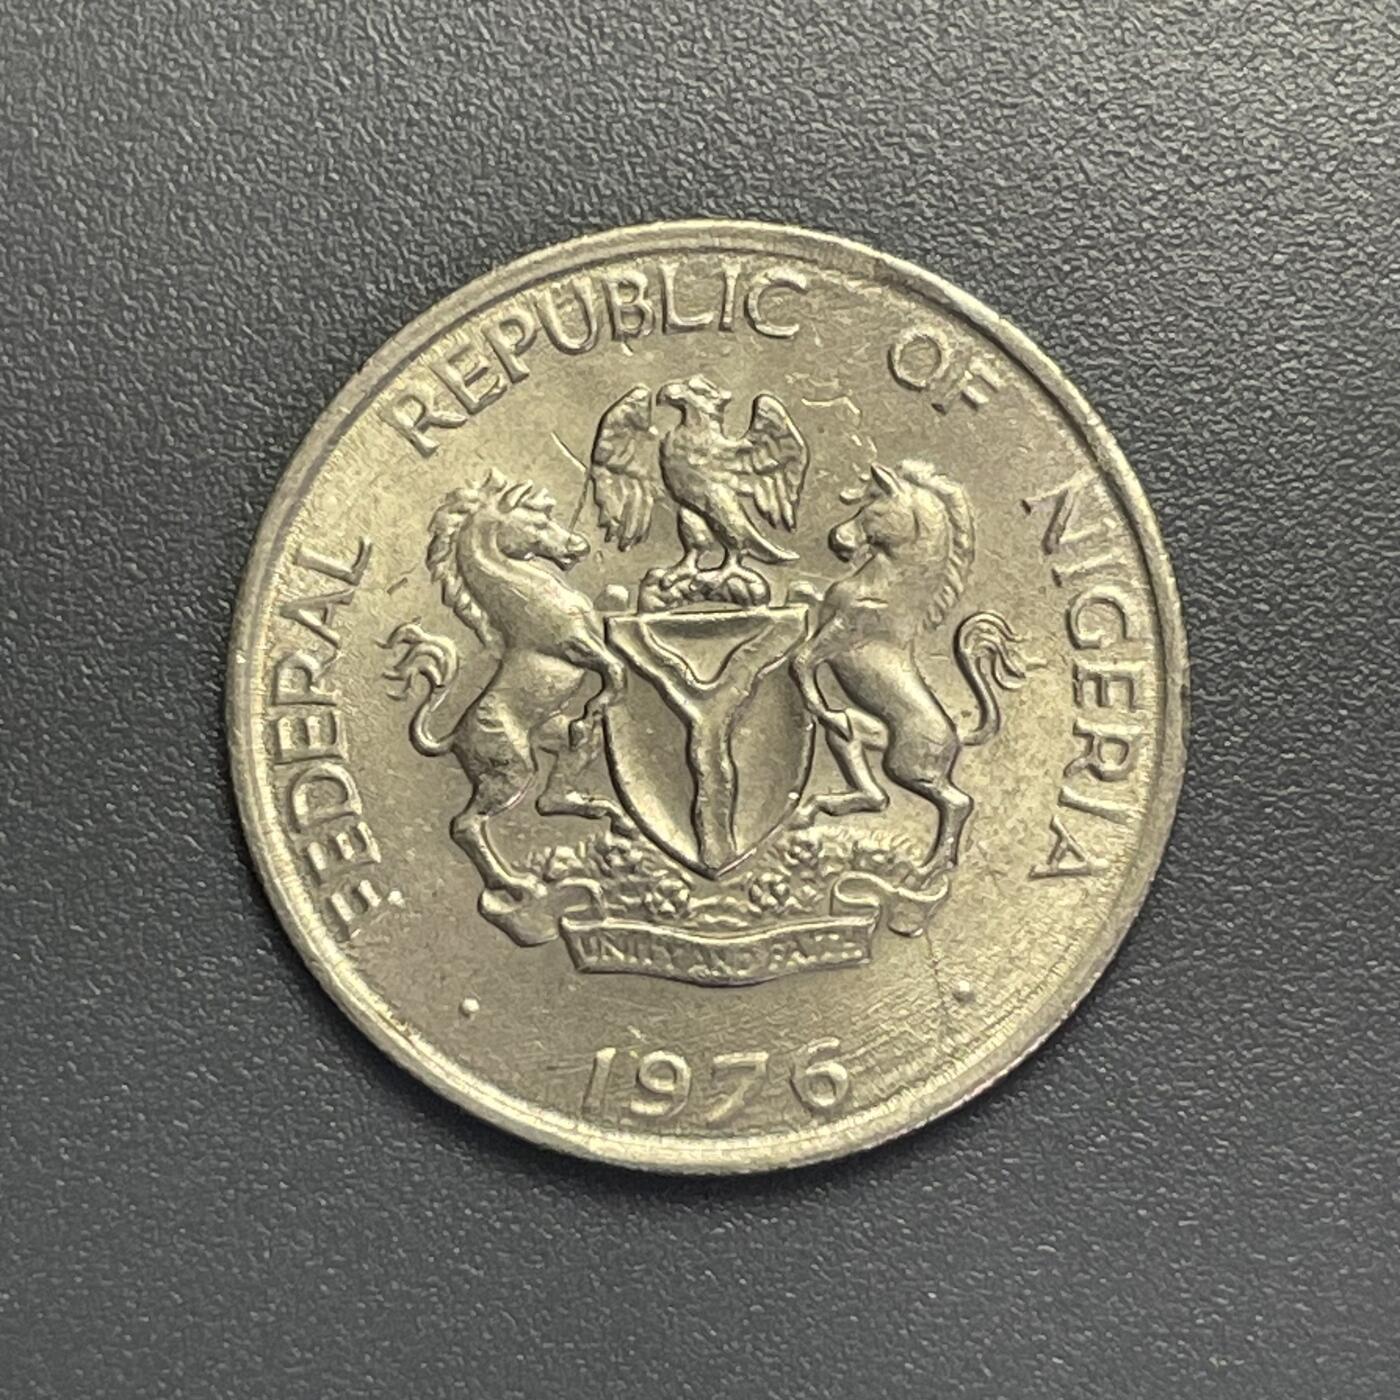 FEDERAL REPUBLIC OF NIGERIA
UNITY AND FAITH
1976